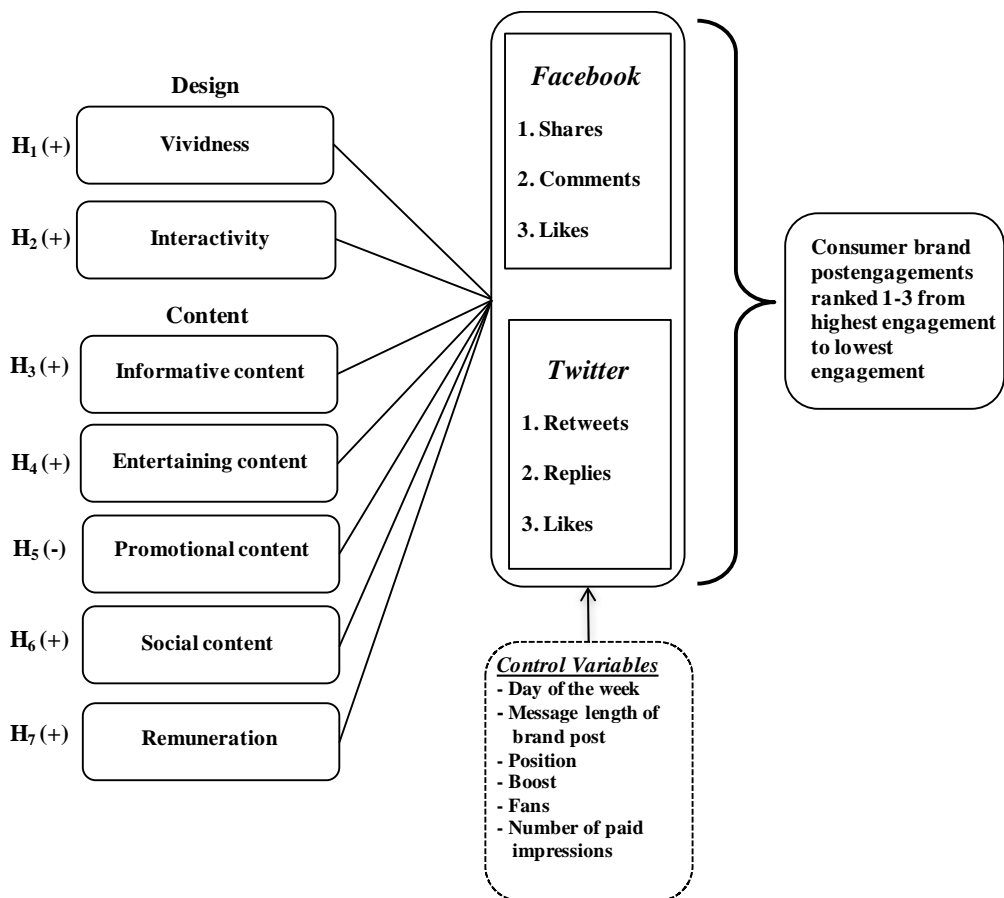 Design
H₁ (+)
Vividness
H₂ (+)
Interactivity
Content
H₃ (+)
Informative content
H₄ (+)
Entertaining content
H₅ (-)
Promotional content
H₆ (+)
Social content
H₇ (+)
Remuneration
Facebook
1. Shares
2. Comments
3. Likes
Twitter
1. Retweets
2. Replies
3. Likes
Control Variables
- Day of the week
- Message length of
brand post
- Position
- Boost
- Fans
- Number of paid
impressions
Consumer brand
postengagements
ranked 1-3 from
highest engagement
to lowest
engagement